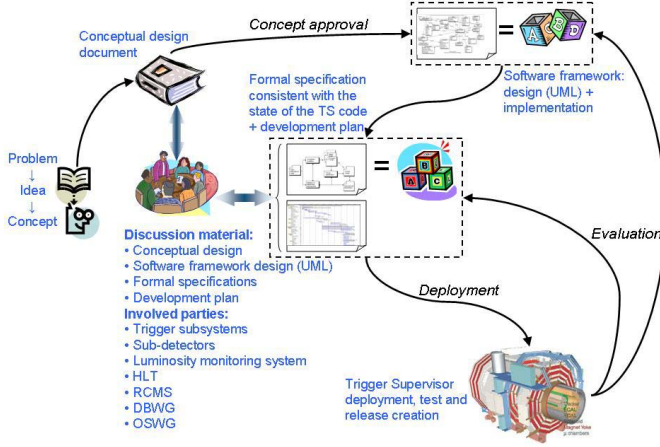 Conceptual design
document
Concept approval
=
A
B
D
Software framework:
design (UML) +
implementation
Formal specification
consistent with the
state of the TS code
+ development plan
=
B
A
C
Problem
↓
Idea
↓
Concept
Discussion material:
• Conceptual design
• Software framework design (UML)
• Formal specifications
• Development plan
Involved parties:
• Trigger subsystems
• Sub-detectors
• Luminosity monitoring system
• HLT
• RCMS
• DBWG
• OSWG
Deployment
Evaluation
Trigger Supervisor
deployment, test and
release creation
Magnet Yoke
μ chambers